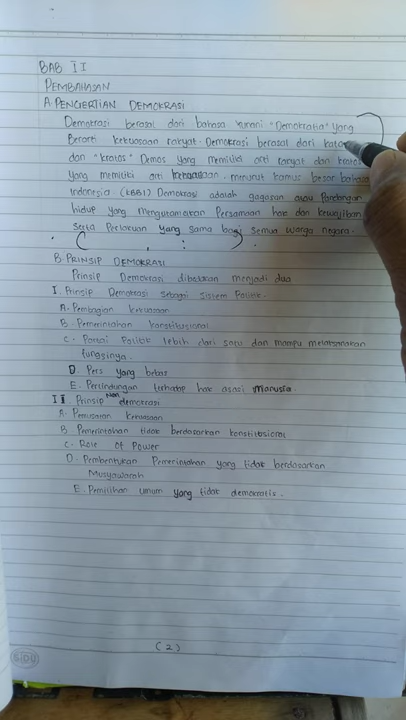 BAB II
PEMBAHASAN
A. PENGERTIAN DEMOKRASI
Demokrasi berasal dari bahasa Yunani "Demokratia" yang
Berarti kekuasaan rakyat. Demokrasi berasal dari kata
dan "kratos" Demos yang memiliki arti rakyat dan kratos
yang memiliki arti kekuasaan. menurut kamus besar bahasa
Indonesia (KBBI) Demokrasi adalah gagasan atau Pandangan
hidup yang mengutamakan Persamaan hak dan kewajiban
Serta Perlakuan yang sama bagi semua warga negara.
B. PRINSIP DEMOKRASI
Prinsip Demokrasi dibedakan menjadi dua
I. Prinsip Demokrasi sebagai Sistem Politik.
A. Pembagian kekuasaan
B. Pemerintahan konstitusional
C. Partai Politik lebih dari satu dan mampu melaksanakan
fungsinya.
D. Pers yang bebas
E. Perlindungan terhadap hak asasi manusia.
II Prinsip Non demokrasi
A. Pemusatan kekuasaan
B Pemerintahan tidak berdasarkan konstitusional
C. Role Of Power
D. Pembentukan Pemerintahan yang tidak berdasarkan
Musyawarah
E. Pemilihan umum yang tidak demokratis.
(2)
SIDU